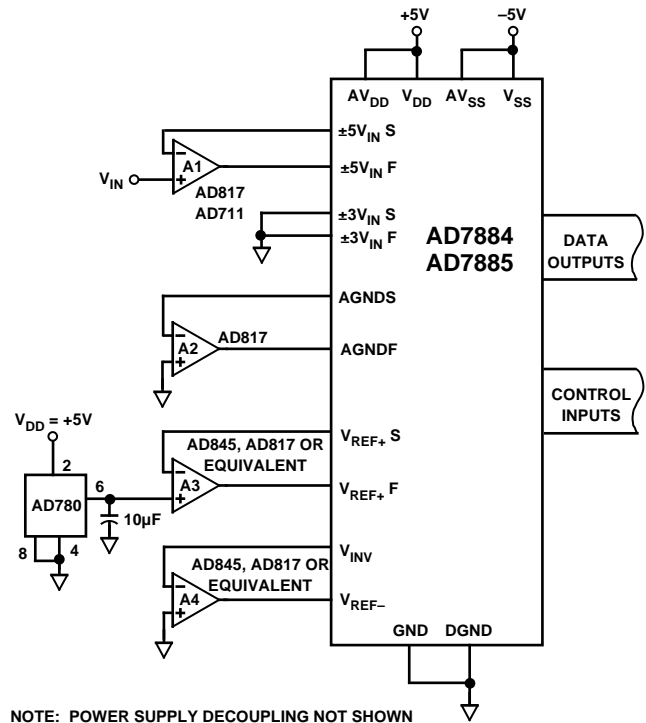 +5V
–5V
AVDD
VDD
AVSS
VSS
±5VIN S
A1
±5VIN F
VIN
AD817
AD711
±3VIN S
±3VIN F
AD7884
AD7885
DATA
OUTPUTS
AGNDS
AD817
A2
AGNDF
CONTROL
INPUTS
VDD = +5V
VREF+ S
AD845, AD817 OR
EQUIVALENT
2
6
A3
VREF+ F
AD780
10µF
8
4
VINV
AD845, AD817 OR
EQUIVALENT
A4
VREF–
GND
DGND
NOTE: POWER SUPPLY DECOUPLING NOT SHOWN